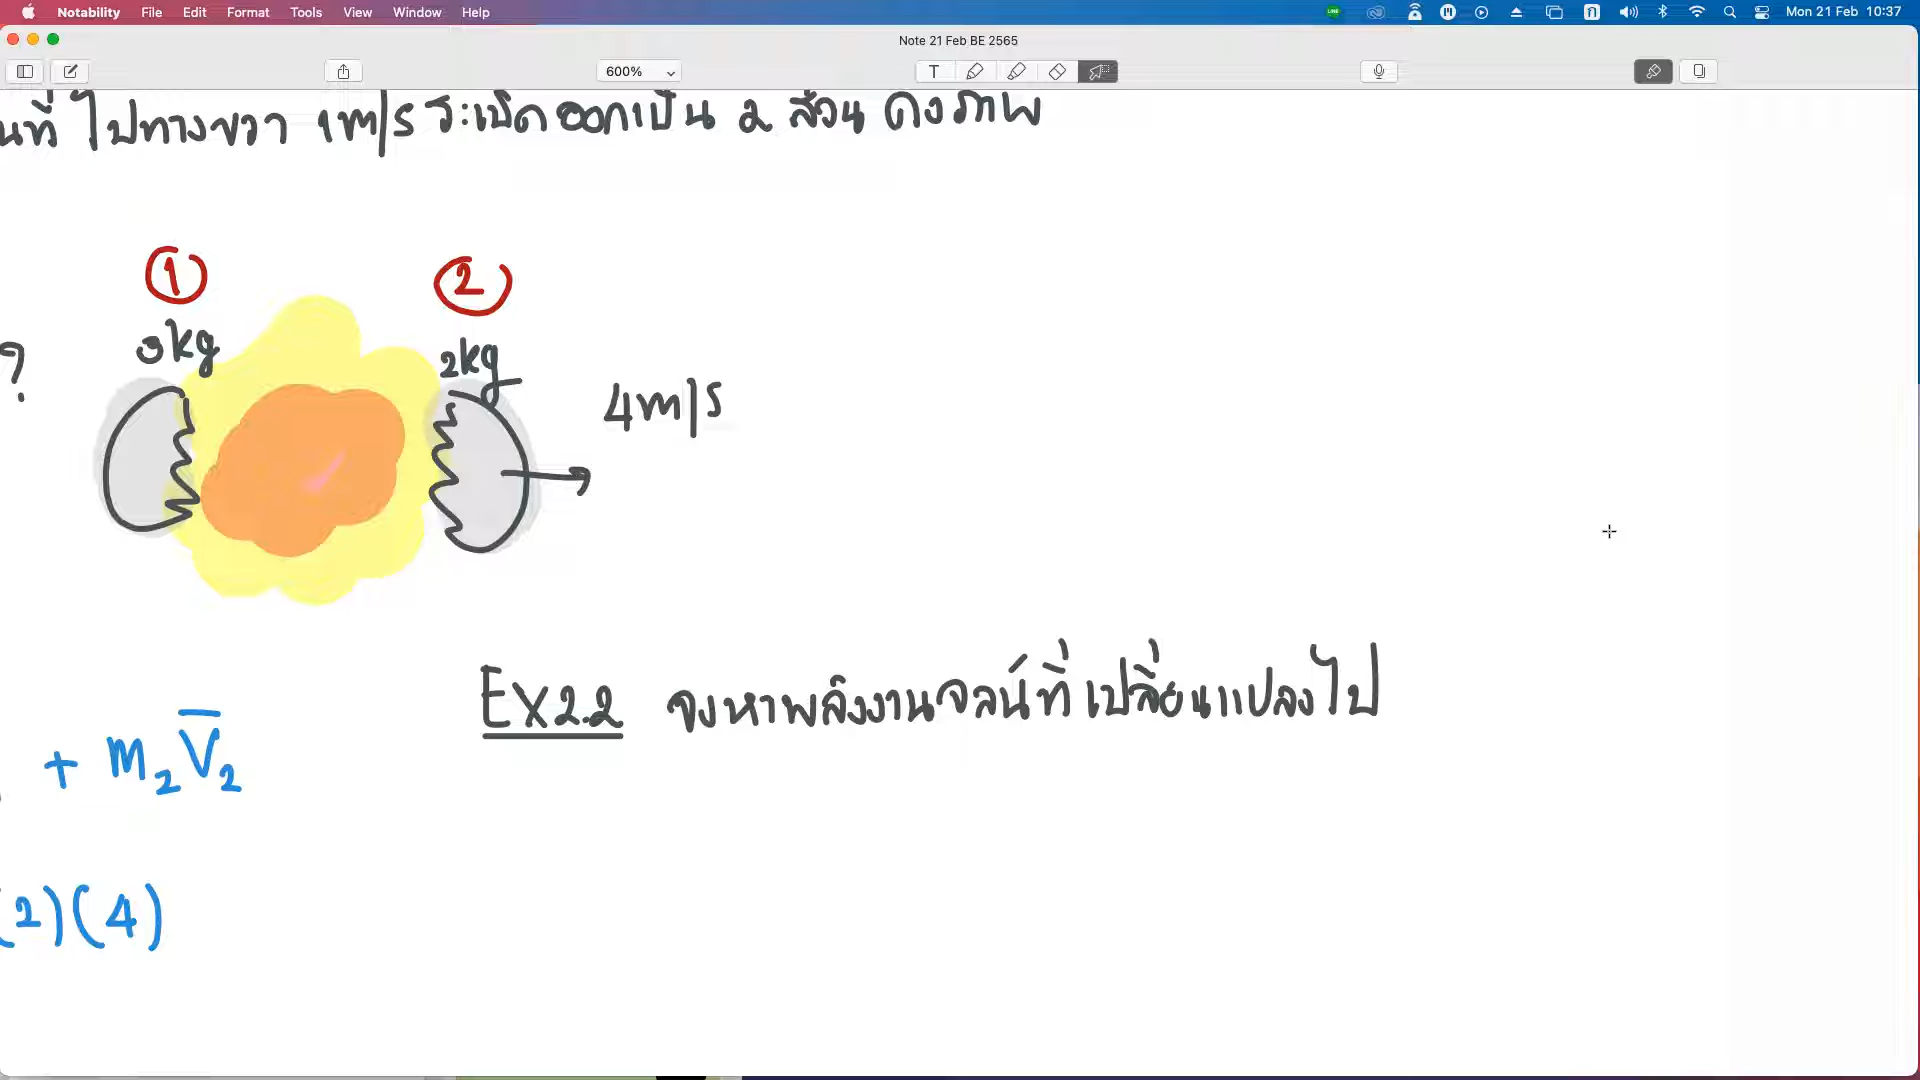 Notability File Edit Format Tools View Window Help Mon 21 Feb 10:37
Note 21 Feb BE 2565
600%
นที่ ไปทางขวา 1m/s ระเบิดออกเป็น 2 ส่วน ดังภาพ
1
2
3kg
2kg
?
4m/s
EX2.2 จงหาพลังงานจลน์ที่เปลี่ยนแปลงไป
+ m₂V̅₂
(2)(4)